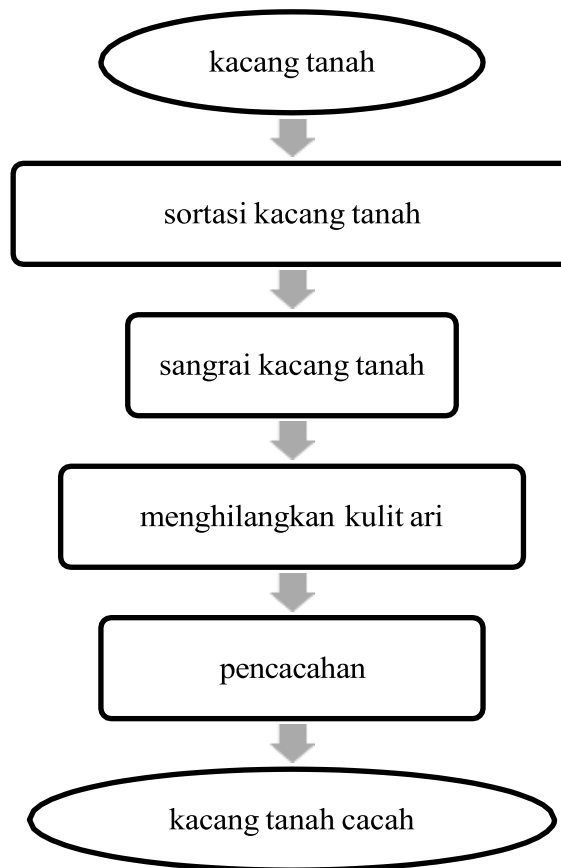 kacang tanah
sortasi kacang tanah
sangrai kacang tanah
menghilangkan kulit ari
pencacahan
kacang tanah cacah